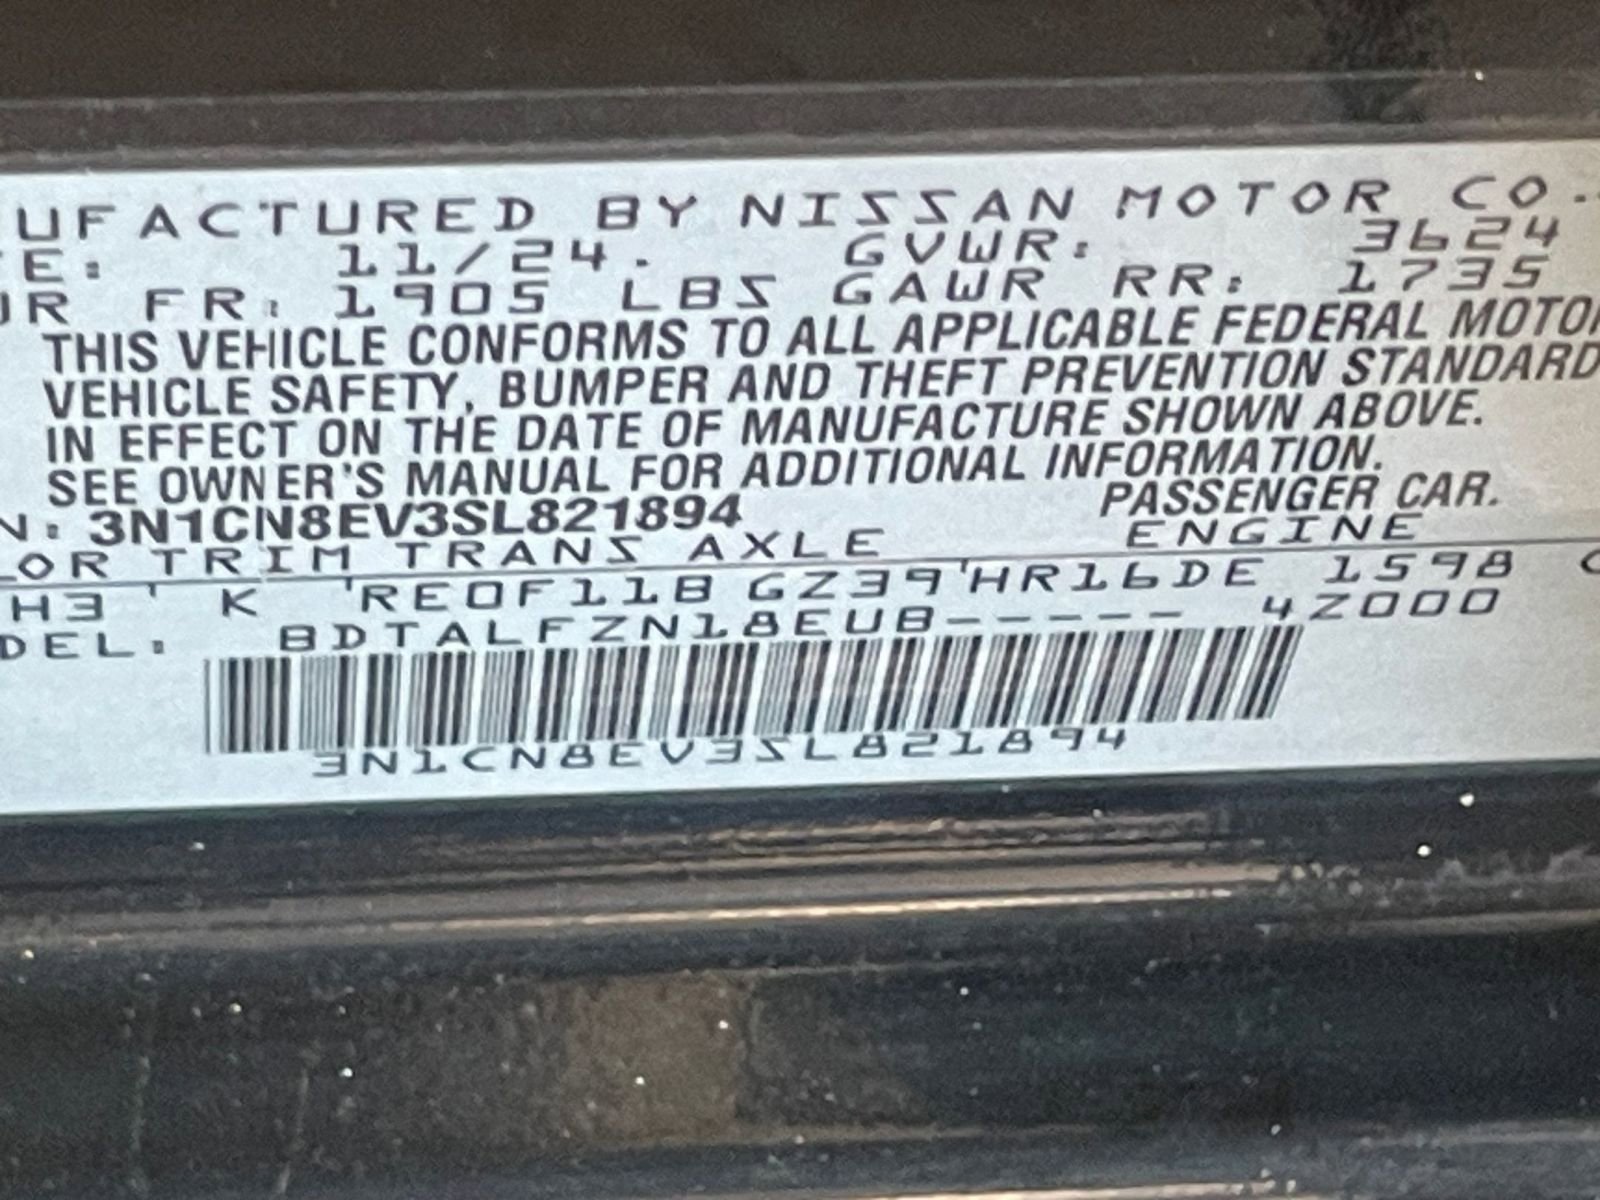 UFACTURED BY NISSAN MOTOR CO.
E: 11/24. GVWR: 3624
R FR: 1905 LBS GAWR RR: 1735
THIS VEHICLE CONFORMS TO ALL APPLICABLE FEDERAL MOTOR
VEHICLE SAFETY, BUMPER AND THEFT PREVENTION STANDARD
IN EFFECT ON THE DATE OF MANUFACTURE SHOWN ABOVE.
SEE OWNER'S MANUAL FOR ADDITIONAL INFORMATION.
N: 3N1CN8EV3SL821894 PASSENGER CAR.
LOR TRIM TRANS AXLE ENGINE
H3 ' K 'RE0F11B GZ39'HR16DE 1598 C
DEL: BDTALFZN18EUB----- 4Z000
3N1CN8EV3SL821894